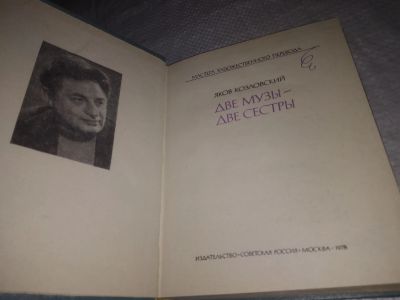 МАСТЕРА ХУДОЖЕСТВЕННОГО ПЕРЕВОДА
ЯКОВ КОЗЛОВСКИЙ
ДВЕ МУЗЫ –
ДВЕ СЕСТРЫ
ИЗДАТЕЛЬСТВО «СОВЕТСКАЯ РОССИЯ» • МОСКВА – 1978